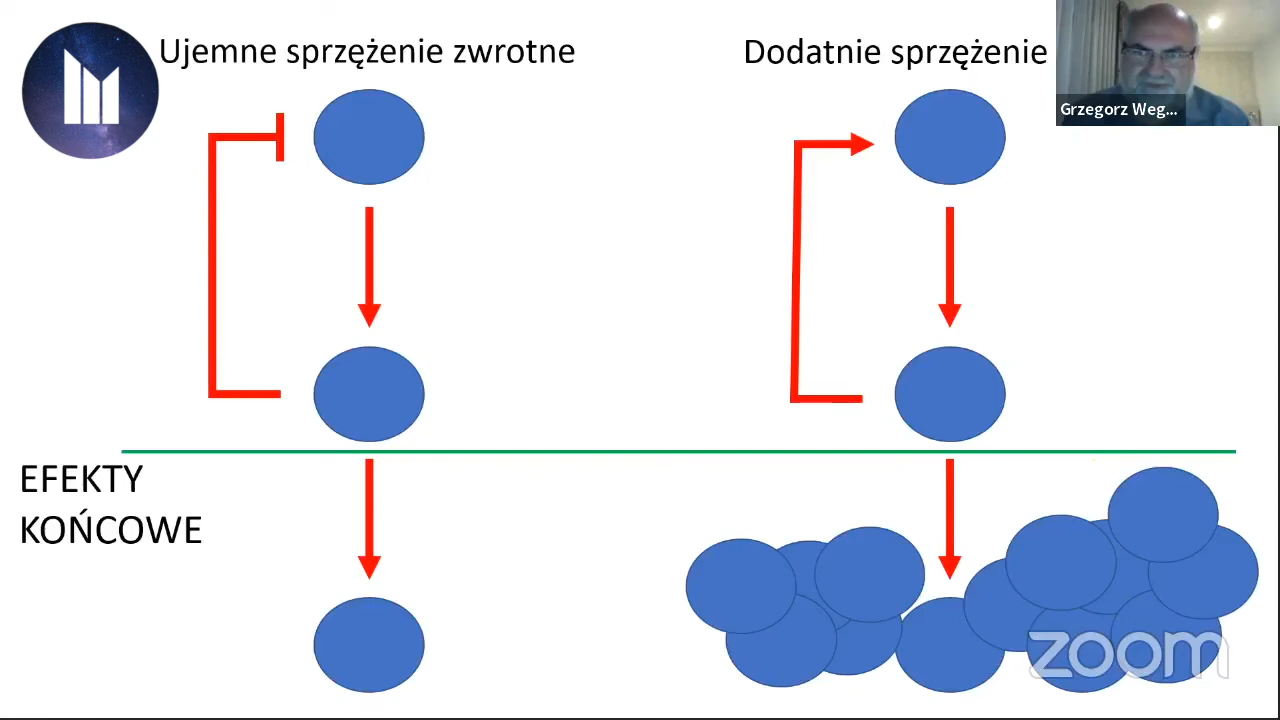 Ujemne sprzężenie zwrotne
Dodatnie sprzężenie
Grzegorz Weg...
EFEKTY
KOŃCOWE
zoom